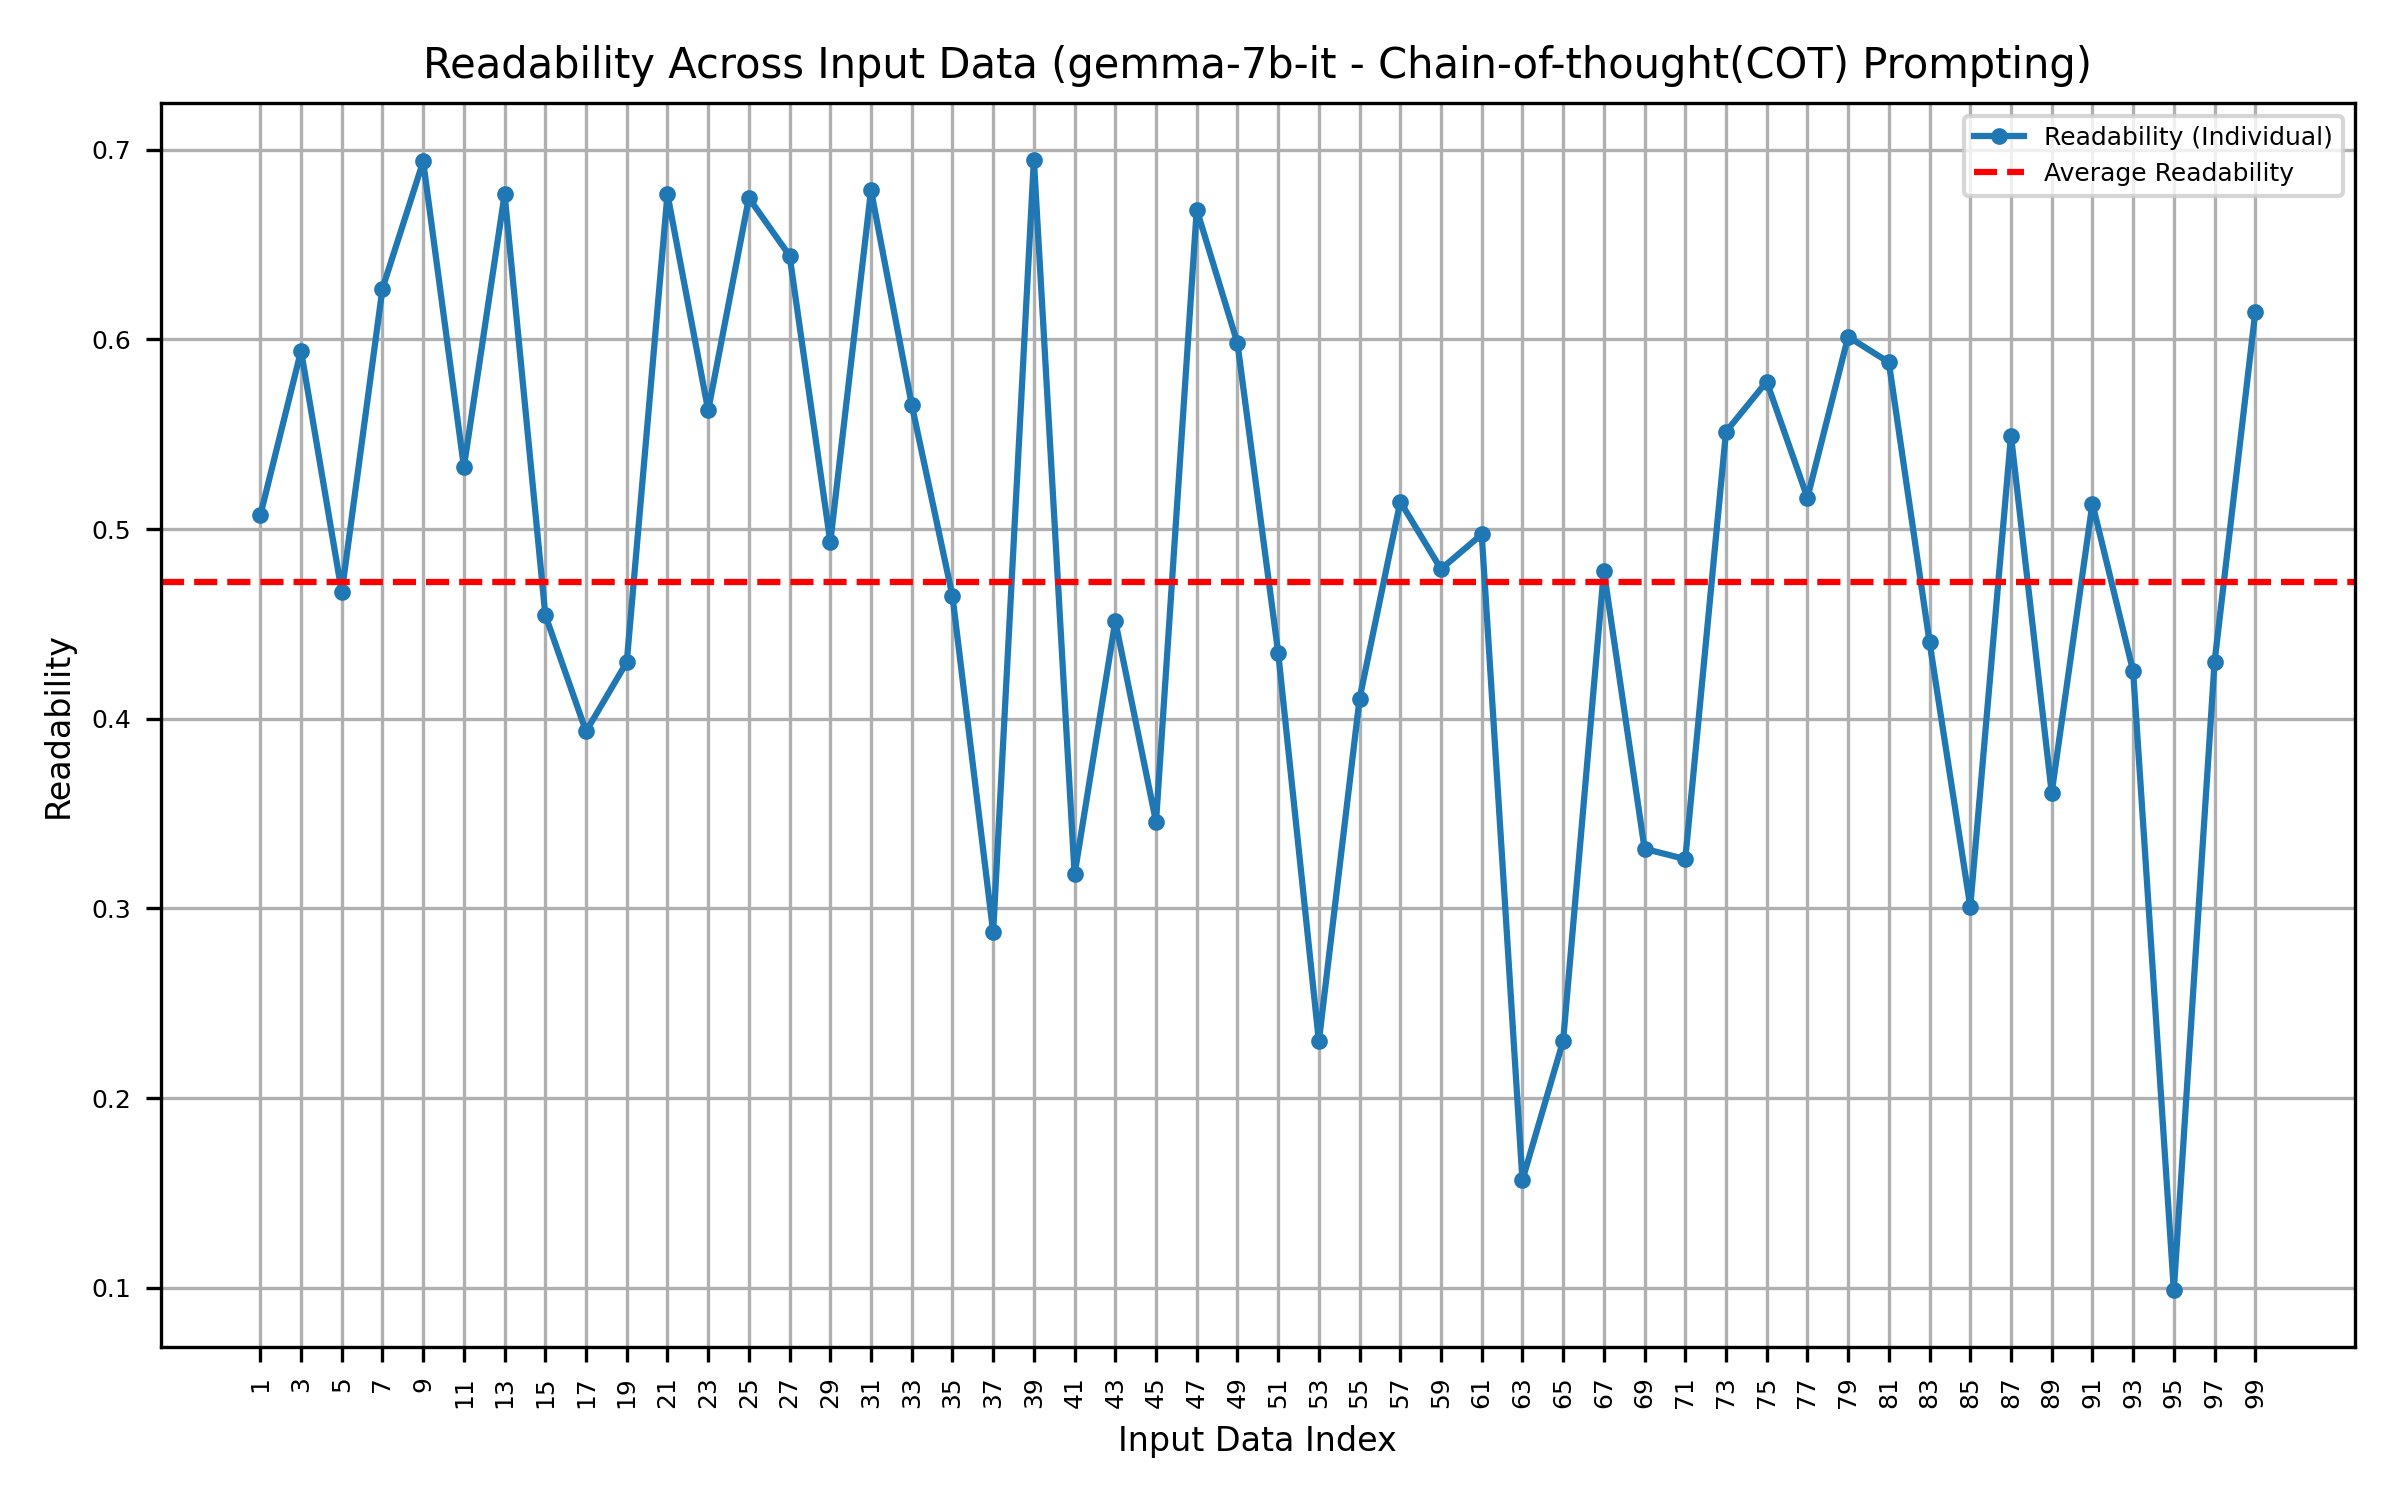 Readability Across Input Data (gemma-7b-it - Chain-of-thought(COT) Prompting)
Readability (Individual)
Average Readability
0.7
0.6
0.5
0.4
0.3
0.2
0.1
Readability
1 3 5 7 9 11 13 15 17 19 21 23 25 27 29 31 33 35 37 39 41 43 45 47 49 51 53 55 57 59 61 63 65 67 69 71 73 75 77 79 81 83 85 87 89 91 93 95 97 99
Input Data Index